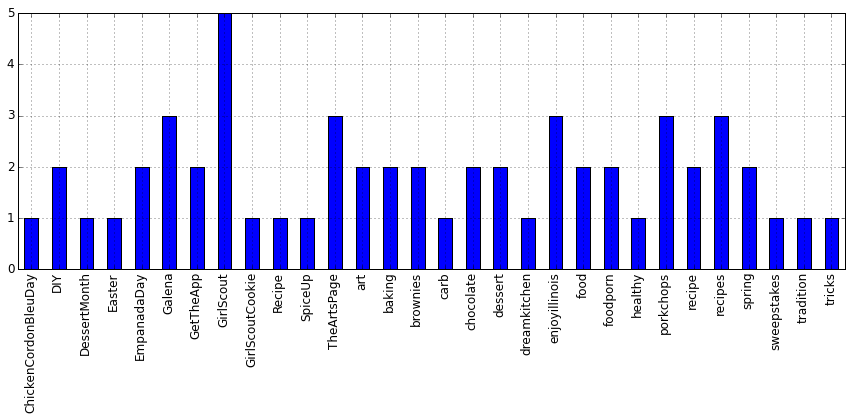 5
4
3
2
1
0
ChickenCordonBleuDay
DIY
DessertMonth
Easter
EmpanadaDay
Galena
GetTheApp
GirlScout
GirlScoutCookie
Recipe
SpiceUp
TheArtsPage
art
baking
brownies
carb
chocolate
dessert
dreamkitchen
enjoyillinois
food
foodporn
healthy
porkchops
recipe
recipes
spring
sweepstakes
tradition
tricks